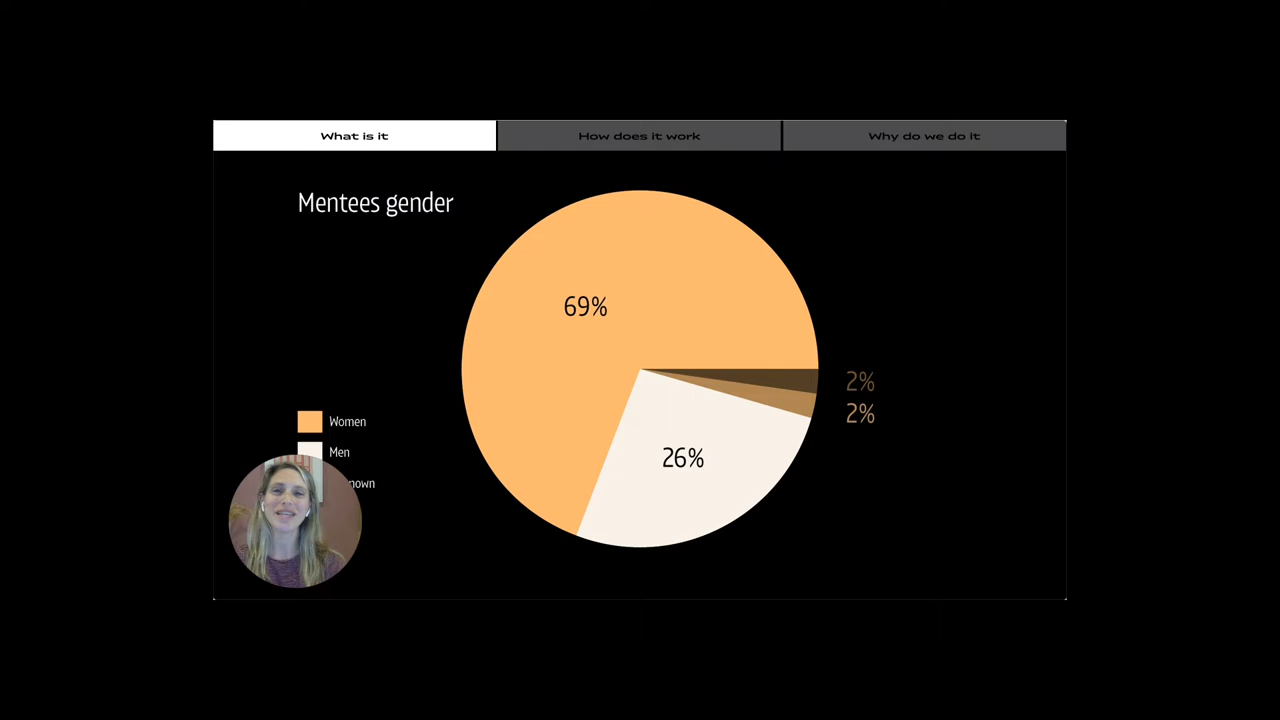 What is it
How does it work
Why do we do it
Mentees gender
69%
2%
2%
26%
Women
Men